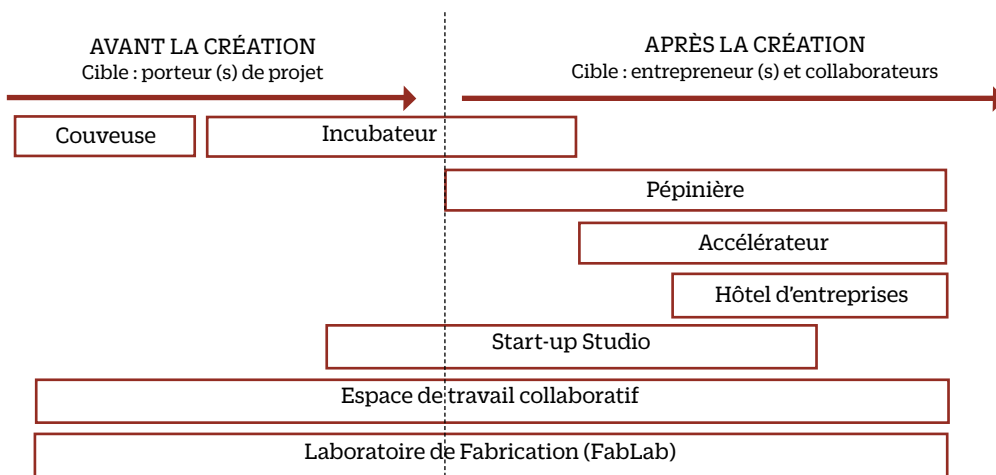 AVANT LA CRÉATION
Cible : porteur (s) de projet
APRÈS LA CRÉATION
Cible : entrepreneur (s) et collaborateurs
Couveuse
Incubateur
Pépinière
Accélérateur
Hôtel d'entreprises
Start-up Studio
Espace de travail collaboratif
Laboratoire de Fabrication (FabLab)